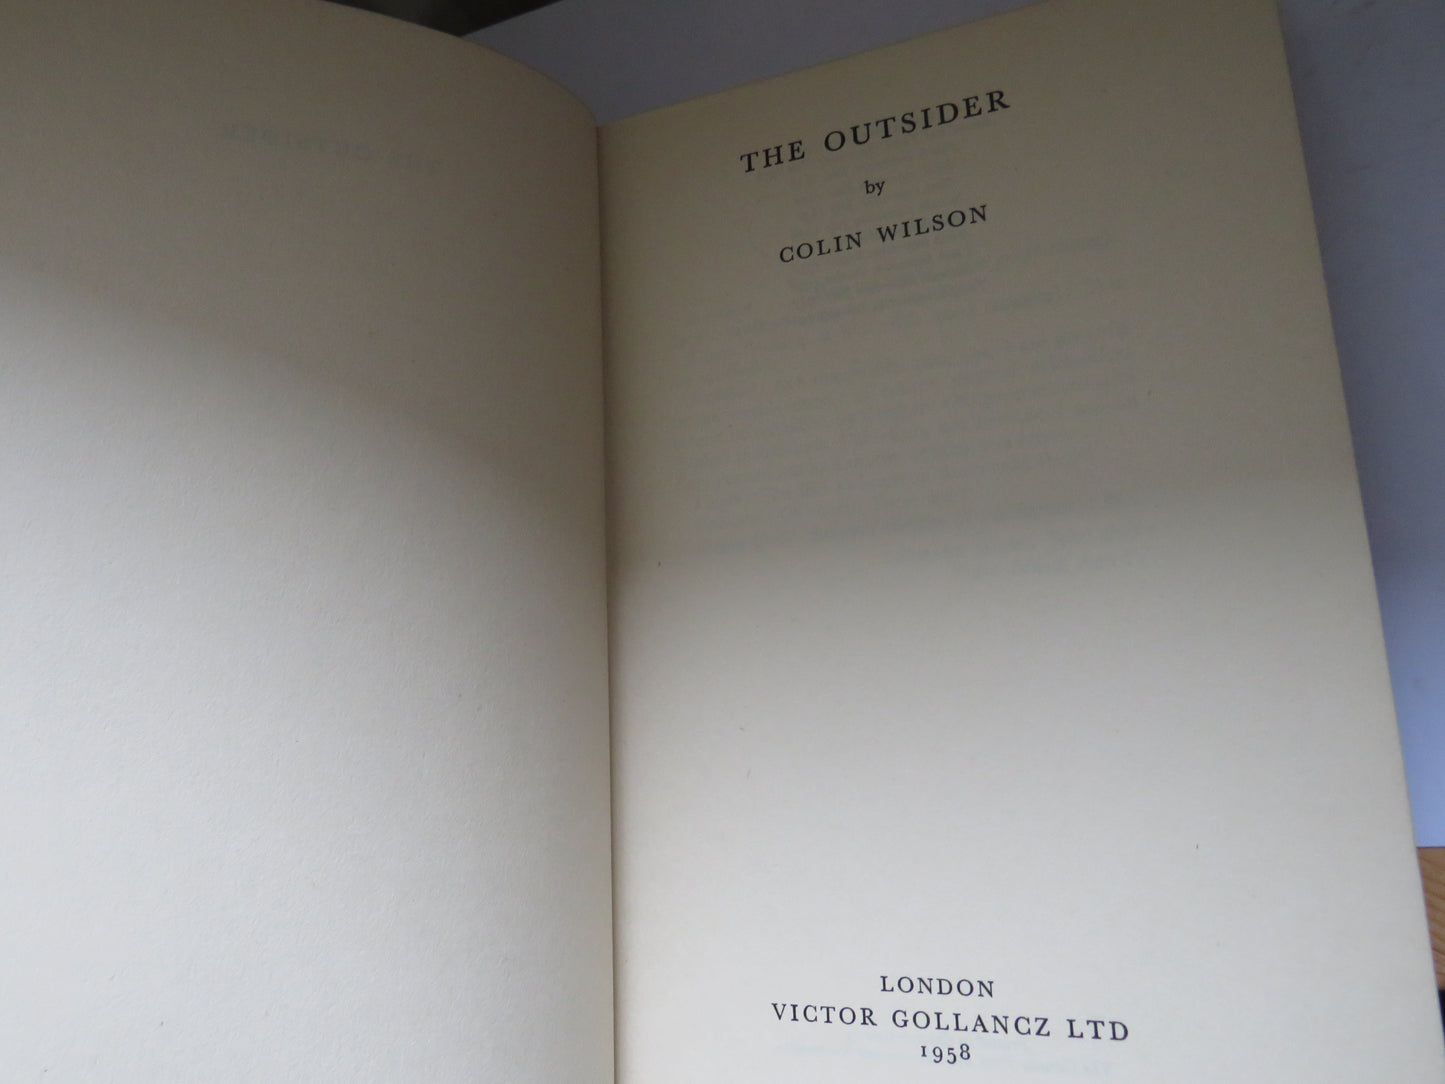 THE OUTSIDER
by
COLIN WILSON
LONDON
VICTOR GOLLANCZ LTD
1958